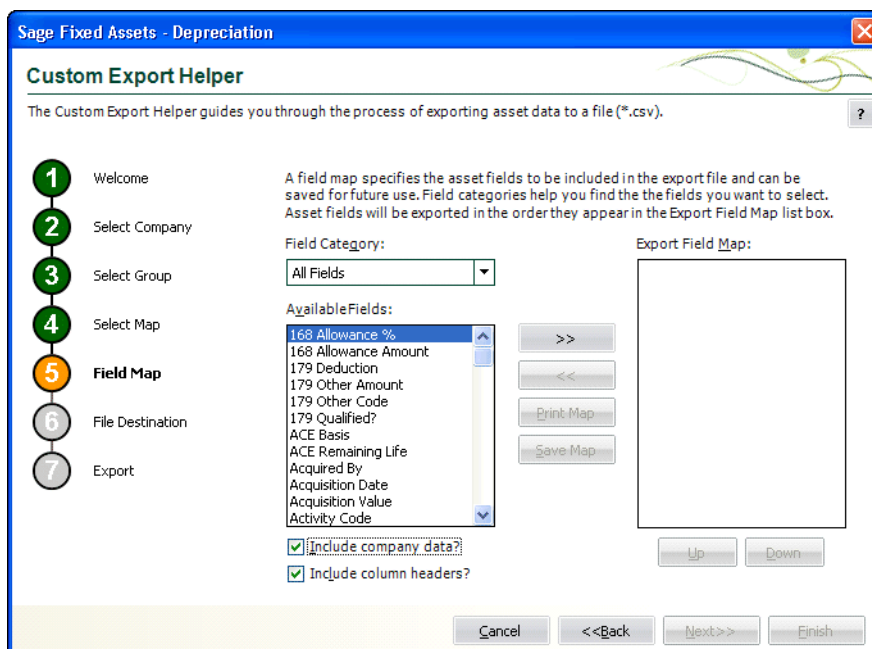 Sage Fixed Assets - Depreciation
Custom Export Helper
The Custom Export Helper guides you through the process of exporting asset data to a file (*.csv).
?
1 Welcome
2 Select Company
3 Select Group
4 Select Map
5 Field Map
6 File Destination
7 Export
A field map specifies the asset fields to be included in the export file and can be
saved for future use. Field categories help you find the the fields you want to select.
Asset fields will be exported in the order they appear in the Export Field Map list box.
Field Category:
All Fields
Available Fields:
168 Allowance %
168 Allowance Amount
179 Deduction
179 Other Amount
179 Other Code
179 Qualified?
ACE Basis
ACE Remaining Life
Acquired By
Acquisition Date
Acquisition Value
Activity Code
>>
<<
Print Map
Save Map
Export Field Map:
Up Down
Include company data?
Include column headers?
Cancel <<Back Next>> Finish